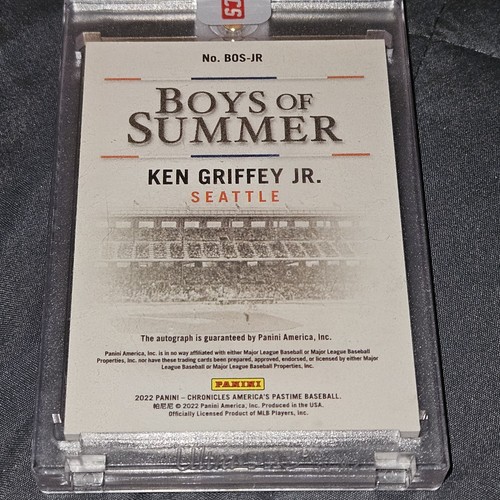 SCS
No. BOS-JR
BOYS OF
SUMMER
KEN GRIFFEY JR.
SEATTLE
The autograph is guaranteed by Panini America, Inc.
Panini America, Inc. is in no way affiliated with either Major League Baseball or Major League Baseball
Properties, Inc. nor have these trading cards been prepared, approved, endorsed, or licensed by either Major
League Baseball or Major League Baseball Properties, Inc.
PANINI
2022 PANINI – CHRONICLES AMERICA'S PASTIME BASEBALL.
帕尼尼 © 2022 Panini America, Inc. Produced in the USA.
Officially Licensed Product of MLB Players, Inc.